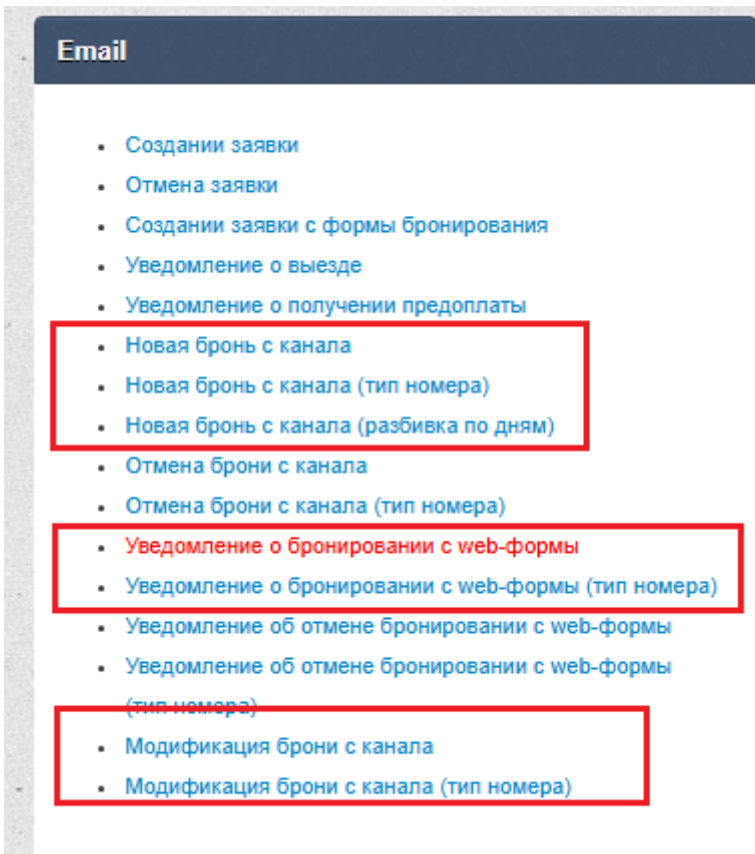 Email
Создании заявки
Отмена заявки
Создании заявки с формы бронирования
Уведомление о выезде
Уведомление о получении предоплаты
Новая бронь с канала
Новая бронь с канала (тип номера)
Новая бронь с канала (разбивка по дням)
Отмена брони с канала
Отмена брони с канала (тип номера)
Уведомление о бронировании с web-формы
Уведомление о бронировании с web-формы (тип номера)
Уведомление об отмене бронировании с web-формы
Уведомление об отмене бронировании с web-формы
(тип номера)
Модификация брони с канала
Модификация брони с канала (тип номера)